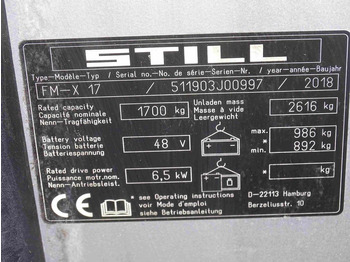 STILL
Type-Modèle-Typ / Serial no.-No. de série-Serien-Nr. / year-année-Baujahr
FM-X 17 / 511903J00997 / 2018
Rated capacity
Capacité nominale
Nenn-Tragfähigkeit
1700 kg
Unladen mass
Masse à vide
Leergewicht
2616 kg
Battery voltage
Tension batterie
Batteriespannung
48 V
max. 986 kg
*
min. 892 kg
Rated drive power
Puissance motr.nom.
Nenn-Antriebsleist.
6,5 kW
* kg
CE
* see Operating instructions
voir Mode d'emploi
siehe Betriebsanleitung
D-22113 Hamburg
Berzeliusstr. 10